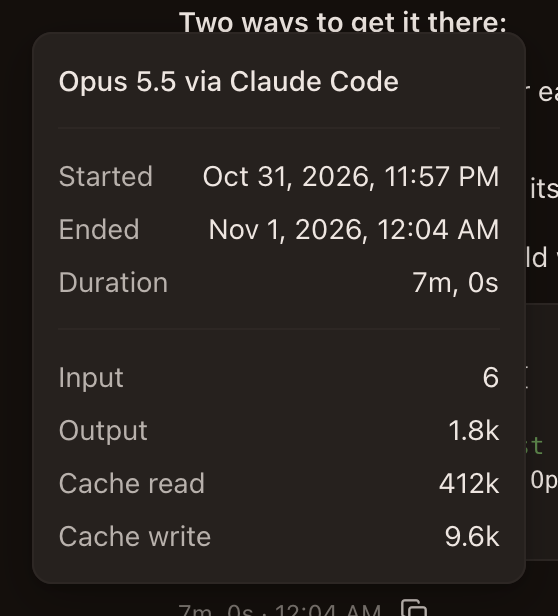 Two ways to get it there:
Opus 5.5 via Claude Code
Started Oct 31, 2026, 11:57 PM
Ended Nov 1, 2026, 12:04 AM
Duration 7m, 0s
Input 6
Output 1.8k
Cache read 412k
Cache write 9.6k
its
7m, 0s · 12:04 AM